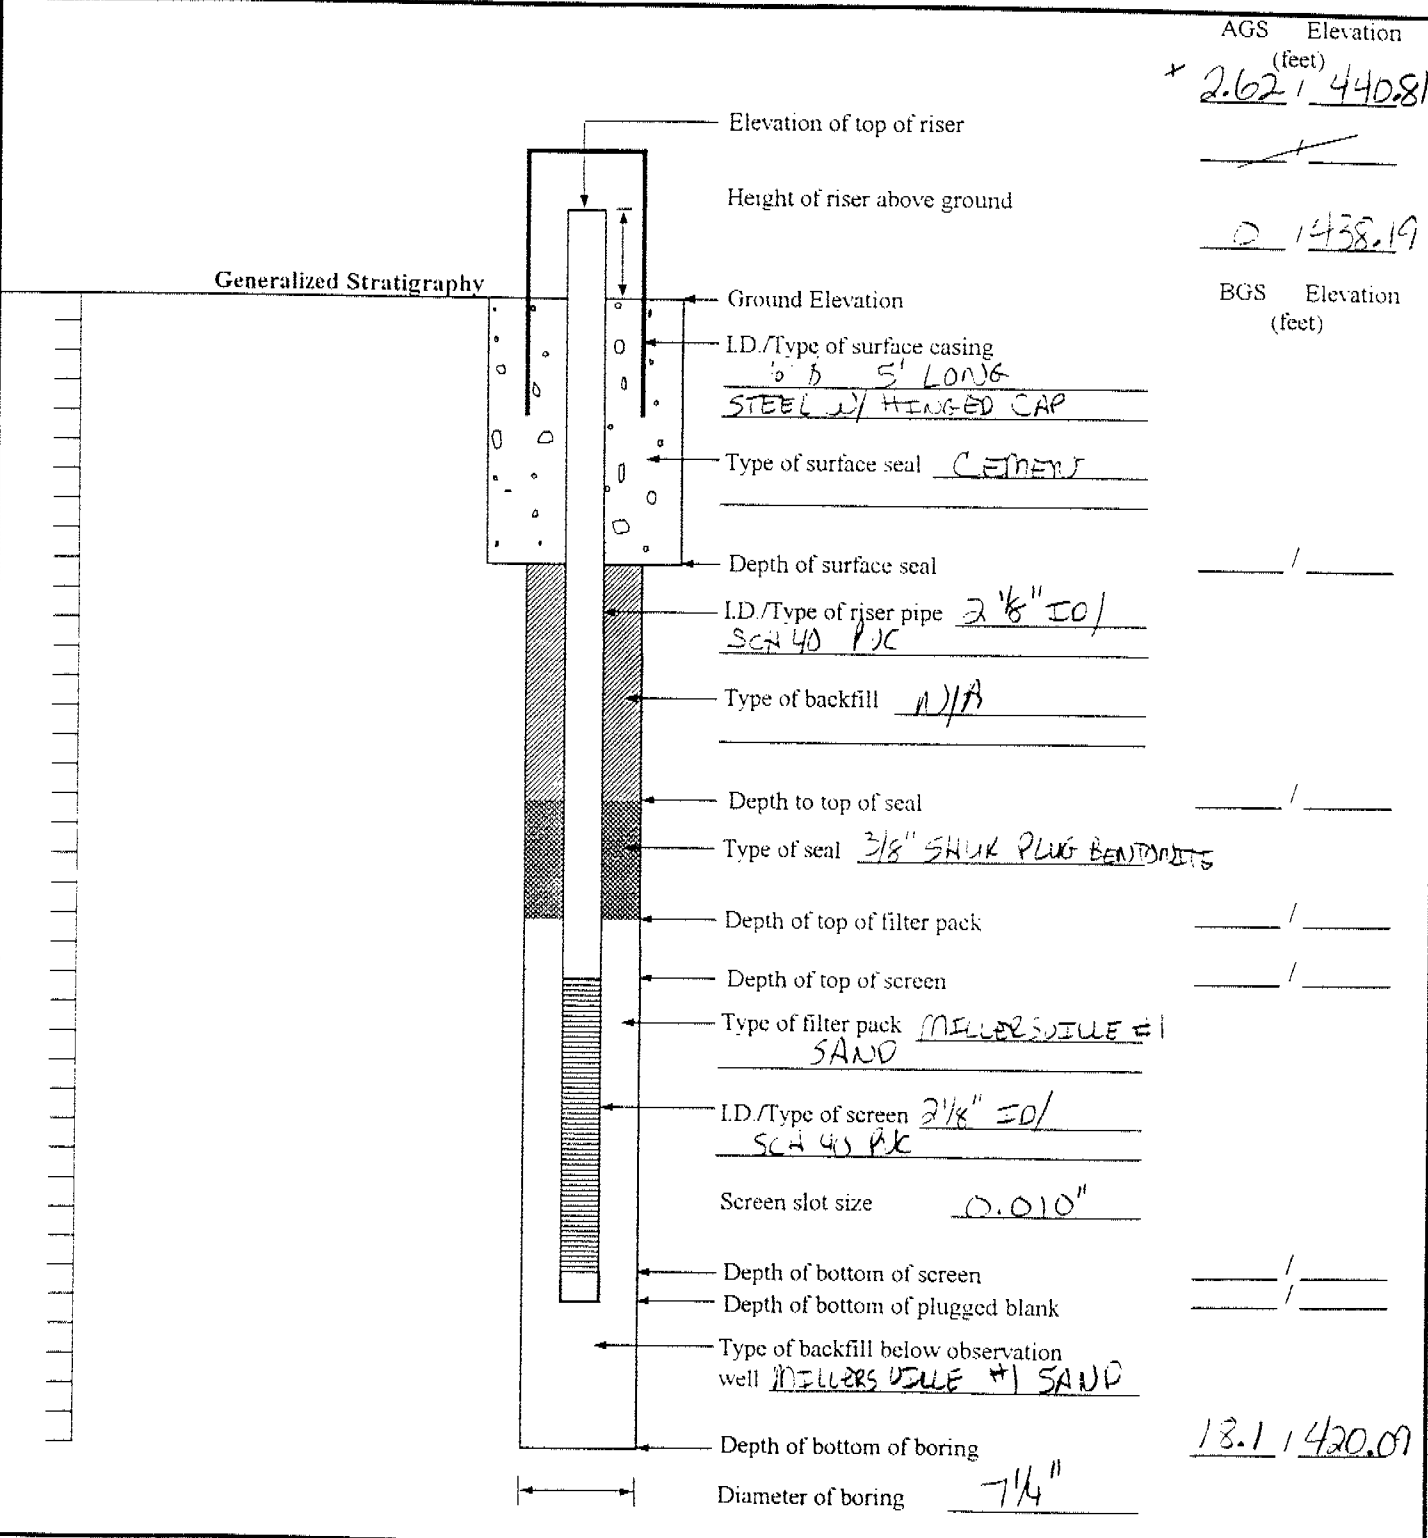 AGS Elevation
(feet)
+ 2.62 / 440.81
Elevation of top of riser
/
Height of riser above ground
0 / 438.19
Generalized Stratigraphy
BGS Elevation
(feet)
Ground Elevation
I.D./Type of surface casing
5' LONG
STEEL W/ HINGED CAP
Type of surface seal CEMENT
Depth of surface seal /
I.D./Type of riser pipe 2 1/8" ID/
SCH 40 PVC
Type of backfill N/A
Depth to top of seal /
Type of seal 3/8" PLUG BENTONITE
Depth of top of filter pack /
Depth of top of screen /
Type of filter pack MILLERSVILLE #1
SAND
I.D./Type of screen 2 1/8" ID/
SCH 40 PVC
Screen slot size 0.010"
Depth of bottom of screen /
Depth of bottom of plugged blank /
Type of backfill below observation
well MILLERSVILLE #1 SAND
Depth of bottom of boring 18.1 / 420.09
Diameter of boring 7 1/4"